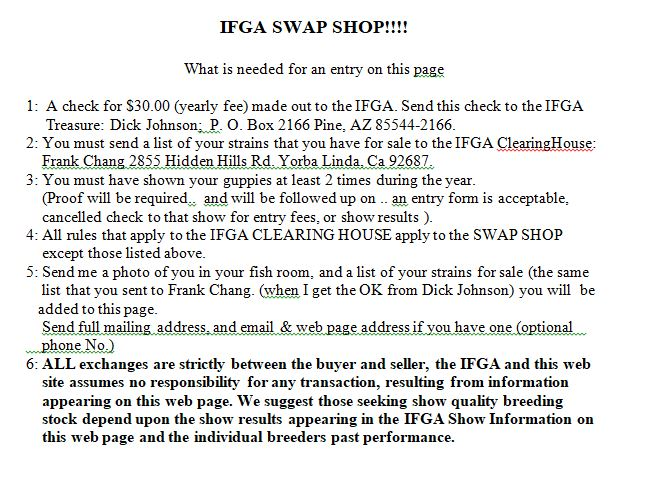 IFGA SWAP SHOP!!!!
What is needed for an entry on this page
1: A check for $30.00 (yearly fee) made out to the IFGA. Send this check to the IFGA
Treasure: Dick Johnson; P. O. Box 2166 Pine, AZ 85544-2166.
2: You must send a list of your strains that you have for sale to the IFGA ClearingHouse:
Frank Chang 2855 Hidden Hills Rd. Yorba Linda, Ca 92687.
3: You must have shown your guppies at least 2 times during the year.
(Proof will be required.. and will be followed up on .. an entry form is acceptable,
cancelled check to that show for entry fees, or show results ).
4: All rules that apply to the IFGA CLEARING HOUSE apply to the SWAP SHOP
except those listed above.
5: Send me a photo of you in your fish room, and a list of your strains for sale (the same
list that you sent to Frank Chang. (when I get the OK from Dick Johnson) you will be
added to this page.
Send full mailing address, and email & web page address if you have one (optional
phone No.)
6: ALL exchanges are strictly between the buyer and seller, the IFGA and this web
site assumes no responsibility for any transaction, resulting from information
appearing on this web page. We suggest those seeking show quality breeding
stock depend upon the show results appearing in the IFGA Show Information on
this web page and the individual breeders past performance.